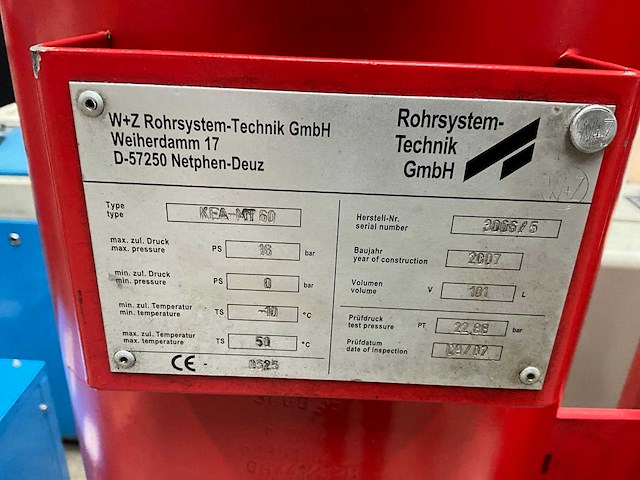 W+Z Rohrsystem-Technik GmbH
Weiherdamm 17
D-57250 Netphen-Deuz
Rohrsystem-
Technik
GmbH
Type
type
KEA-MT 60
max. zul. Druck
max. pressure
PS 16 bar
min. zul. Druck
min. pressure
PS 0 bar
min. zul. Temperatur
min. temperature
TS -10 °C
max. zul. Temperatur
max. temperature
TS 50 °C
CE - 0525
Herstell-Nr.
serial number
3066/5
Baujahr
year of construction
2007
Volumen
volume
V 101 L
Prüfdruck
test pressure
PT 22,88 bar
Prüfdatum
date of inspection
/07